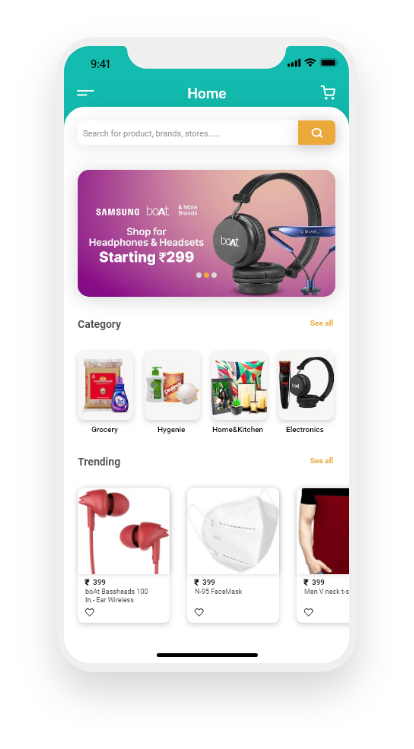 9:41
Home
Search for product, brands, stores.....
SAMSUNG boAt & More
Brands
Shop for
Headphones & Headsets
Starting ₹299
boAt
Category See all
Grocery Hygenie Home&Kitchen Electronics
Trending See all
₹ 399 ₹ 399 ₹ 399
boAt Bassheads 100 N-95 FaceMask Men V neck t-s
In - Ear Wireless